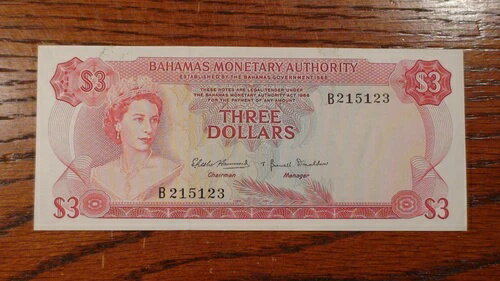 BAHAMAS MONETARY AUTHORITY
ESTABLISHED BY THE BAHAMAS GOVERNMENT 1968
$3 $3
THESE NOTES ARE LEGAL TENDER UNDER
THE BAHAMAS MONETARY AUTHORITY ACT 1968
FOR THE PAYMENT OF ANY AMOUNT
B215123
THREE
DOLLARS
Chairman Manager
B215123
$3 $3